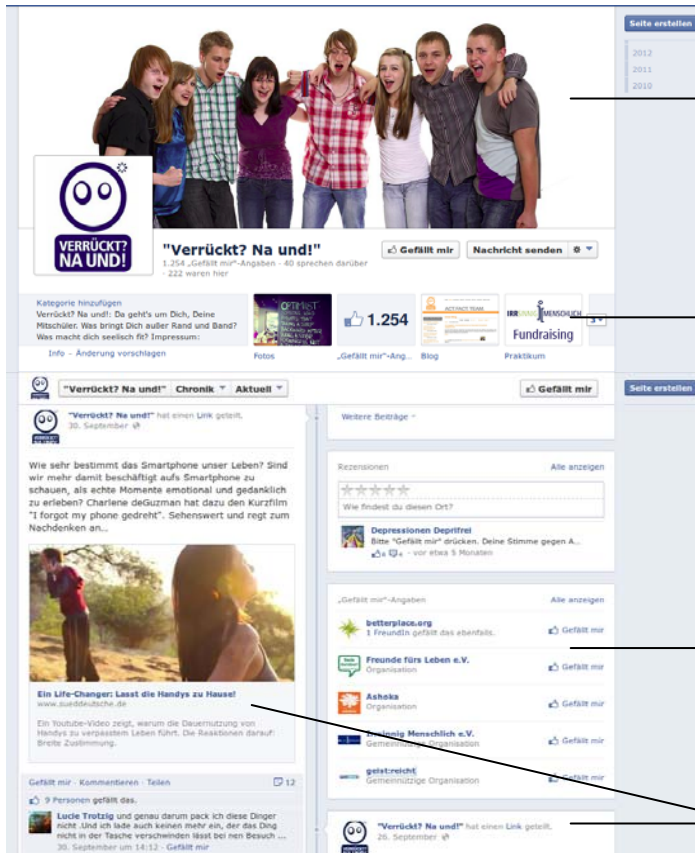 Seite erstellen
2012
2011
2010
VERRÜCKT?
NA UND!
"Verrückt? Na und!"
1.254 „Gefällt mir"-Angaben · 40 sprechen darüber
· 222 waren hier
Gefällt mir
Nachricht senden
Kategorie hinzufügen
Verrückt? Na und!: Da geht's um Dich, Deine
Mitschüler. Was bringt Dich außer Rand und Band?
Was macht dich seelisch fit? Impressum:
Info - Änderung vorschlagen
OPTIMIST
Fotos
1.254
„Gefällt mir"-Ang...
Blog
IRRSINNIG MENSCHLICH
Fundraising
Praktikum
3
"Verrückt? Na und!" Chronik Aktuell
Gefällt mir
Seite erstellen
"Verrückt? Na und!" hat einen Link geteilt.
30. September
Wie sehr bestimmt das Smartphone unser Leben? Sind
wir mehr damit beschäftigt aufs Smartphone zu
schauen, als echte Momente emotional und gedanklich
zu erleben? Charlene deGuzman hat dazu den Kurzfilm
"I forgot my phone gedreht". Sehenswert und regt zum
Nachdenken an...
Ein Life-Changer: Lasst die Handys zu Hause!
www.sueddeutsche.de
Ein Youtube-Video zeigt, warum die Dauernutzung von
Handys zu verpasstem Leben führt. Die Reaktionen darauf:
Breite Zustimmung.
Gefällt mir · Kommentieren · Teilen
12
9 Personen gefällt das.
Lucie Trotzig und genau darum pack ich diese Dinger
nicht .Und ich lade auch keinen mehr ein, der das Ding
nicht in der Tasche verschwinden lässt bei nen Besuch ...
30. September um 14:12 · Gefällt mir
Weitere Beiträge
Rezensionen
Alle anzeigen
Wie findest du diesen Ort?
Depressionen Deprifrei
Bitte "Gefällt mir" drücken. Deine Stimme gegen A...
· vor etwa 5 Monaten
„Gefällt mir"-Angaben
Alle anzeigen
betterplace.org
1 FreundIn gefällt das ebenfalls.
Gefällt mir
Freunde fürs Leben e.V.
Organisation
Gefällt mir
Ashoka
Organisation
Gefällt mir
Irrsinnig Menschlich e.V.
Gemeinnützige Organisation
Gefällt mir
geist:reicht
Gemeinnützige Organisation
Gefällt mir
"Verrückt? Na und!" hat einen Link geteilt.
26. September